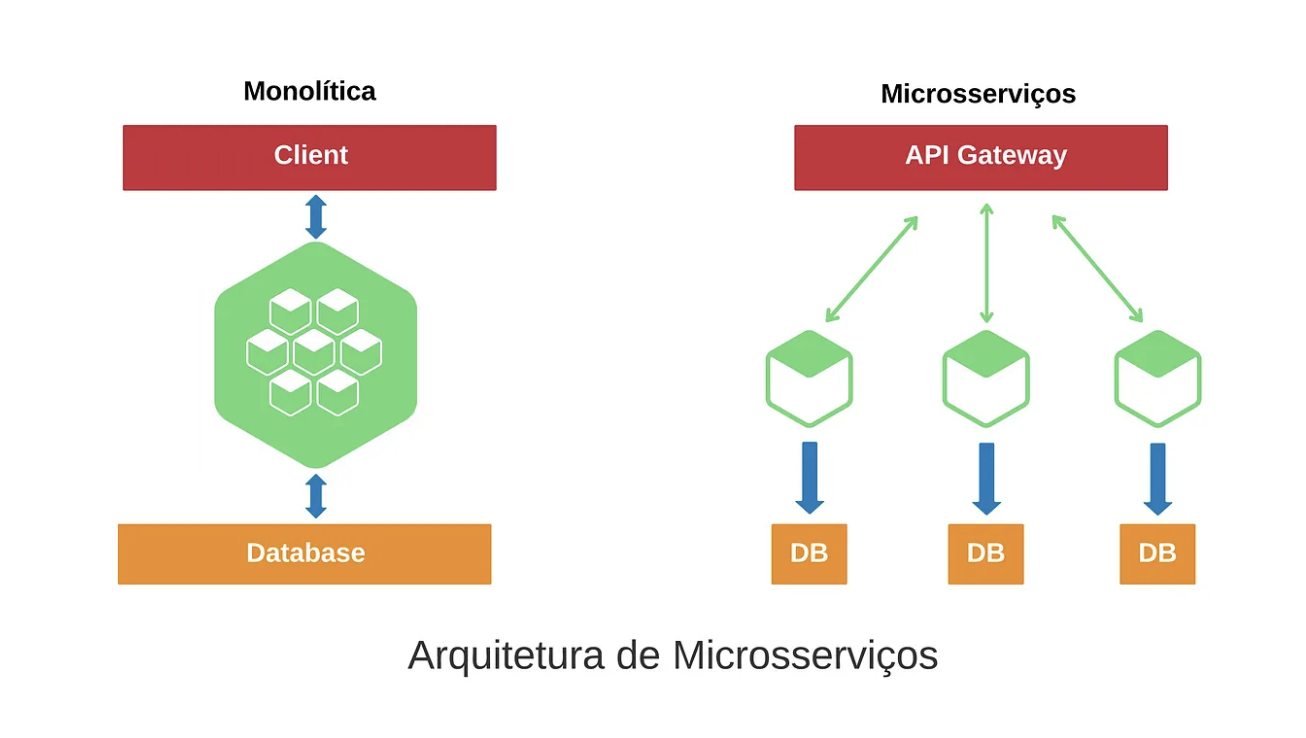 Monolítica
Microsserviços
Client
API Gateway
Database
DB
DB
DB
Arquitetura de Microsserviços